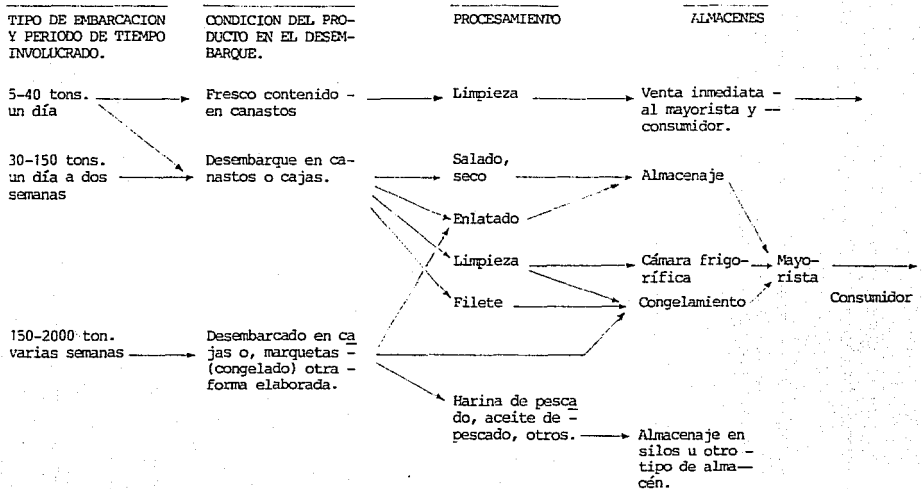 TIPO DE EMBARCACION
Y PERIODO DE TIEMPO
INVOLUCRADO.
CONDICION DEL PRO-
DUCTO EN EL DESEM-
BARQUE.
PROCESAMIENTO
ALMACENES
5-40 tons.
un día
Fresco contenido -
en canastos
Limpieza
Venta inmediata -
al mayorista y --
consumidor.
30-150 tons.
un día a dos
semanas
Desembarque en ca-
nastos o cajas.
Salado,
seco
Almacenaje
Enlatado
Limpieza
Cámara frigo-
rífica
Mayo-
rista
Consumidor
Filete
Congelamiento
150-2000 ton.
varias semanas
Desembarcado en ca
jas o, marquetas -
(congelado) otra -
forma elaborada.
Harina de pesca
do, aceite de -
pescado, otros.
Almacenaje en
silos u otro -
tipo de alma--
cén.